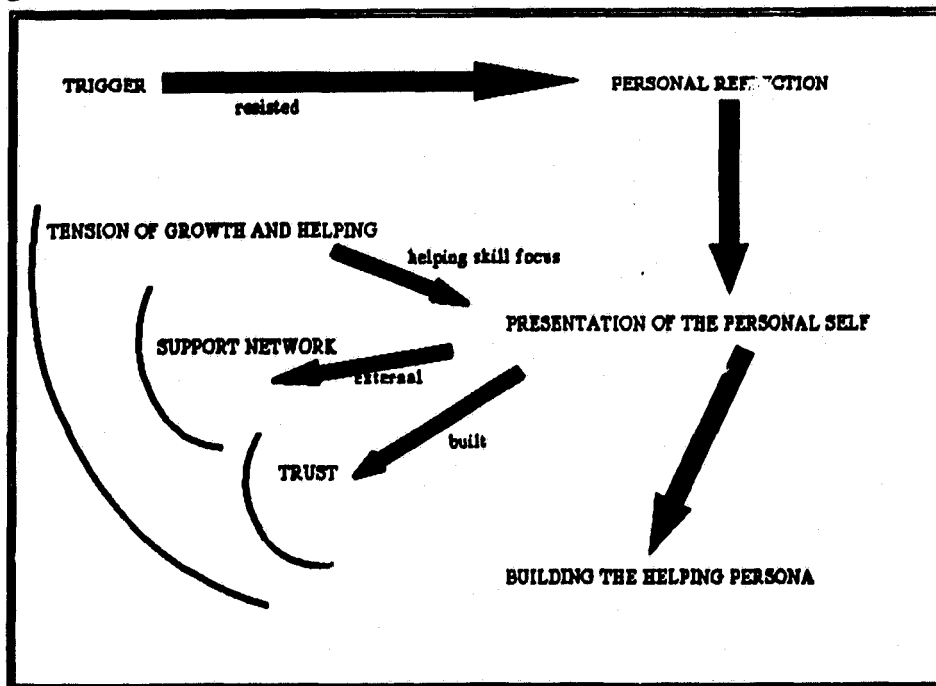 TRIGGER
PERSONAL REFLECTION
resisted
TENSION OF GROWTH AND HELPING
helping skill focus
PRESENTATION OF THE PERSONAL SELF
SUPPORT NETWORK
external
built
TRUST
BUILDING THE HELPING PERSONA